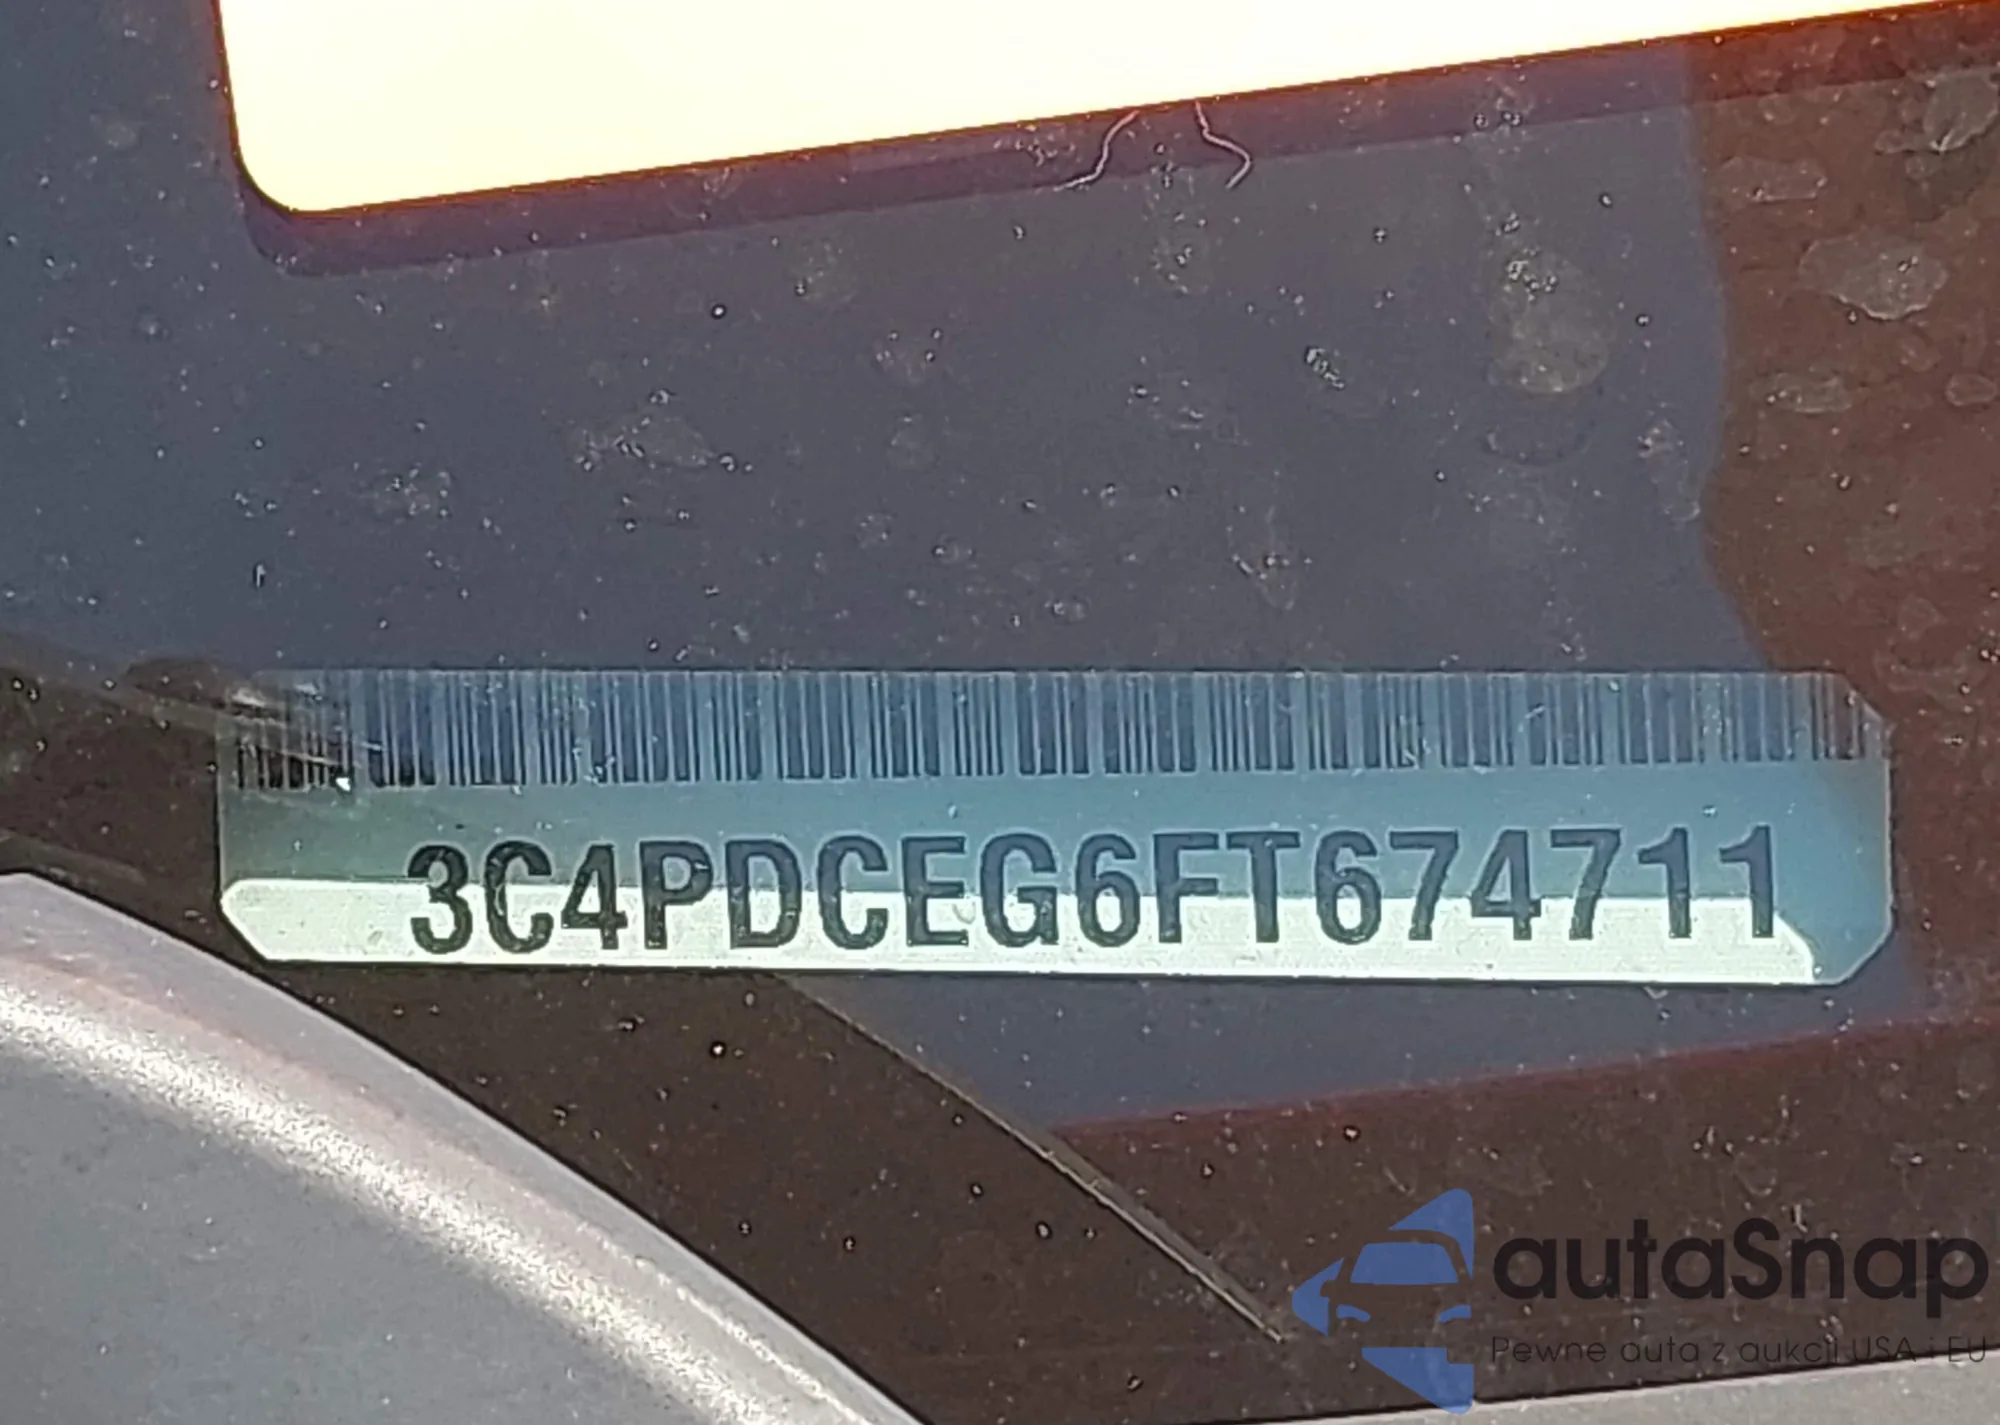 3C4PDCEG6FT674711
autaSnap
Pewne auta z aukcji USA i EU